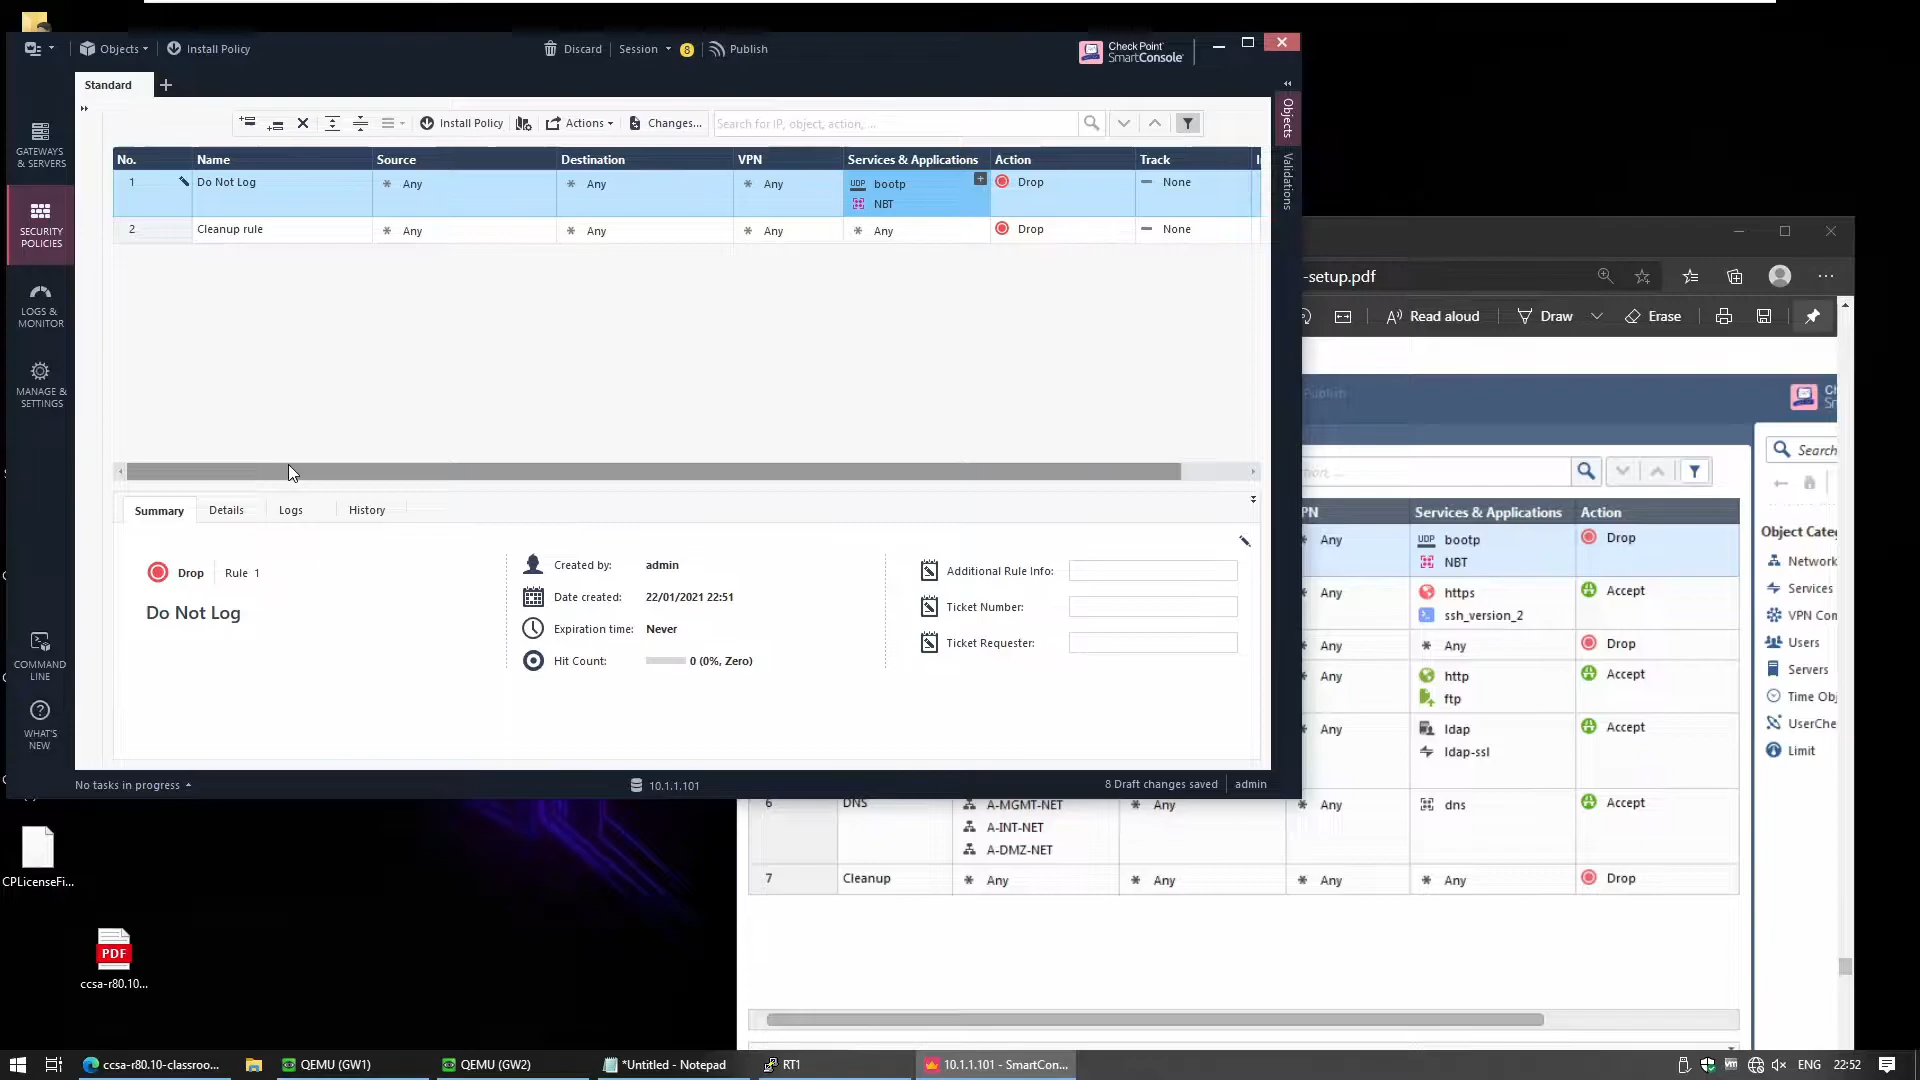 Objects
Install Policy
Discard
Session
8
Publish
Check Point
SmartConsole
Standard
Install Policy
Actions
Changes...
Search for IP, object, action,...
No.
Name
Source
Destination
VPN
Services & Applications
Action
Track
1
Do Not Log
Any
Any
Any
UDP bootp
NBT
Drop
None
2
Cleanup rule
Any
Any
Any
Any
Drop
None
GATEWAYS & SERVERS
SECURITY POLICIES
LOGS & MONITOR
MANAGE & SETTINGS
COMMAND LINE
WHAT'S NEW
Objects
Validations
Summary
Details
Logs
History
Drop
Rule 1
Do Not Log
Created by: admin
Date created: 22/01/2021 22:51
Expiration time: Never
Hit Count: 0 (0%, Zero)
Additional Rule Info:
Ticket Number:
Ticket Requester:
No tasks in progress
10.1.1.101
8 Draft changes saved
admin
-setup.pdf
Read aloud
Draw
Erase
Publish
Search
PN
Services & Applications
Action
Any
UDP bootp
NBT
Drop
Any
https
ssh_version_2
Accept
Any
Any
Drop
Any
http
ftp
Accept
Any
ldap
ldap-ssl
Accept
6
DNS
A-MGMT-NET
A-INT-NET
A-DMZ-NET
Any
Any
dns
Accept
7
Cleanup
Any
Any
Any
Any
Drop
Object Categ
Network
Services
VPN Con
Users
Servers
Time Obj
UserChe
Limit
CPLicenseFi...
PDF
ccsa-r80.10...
ccsa-r80.10-classroo...
QEMU (GW1)
QEMU (GW2)
*Untitled - Notepad
RT1
10.1.1.101 - SmartCon...
ENG
22:52